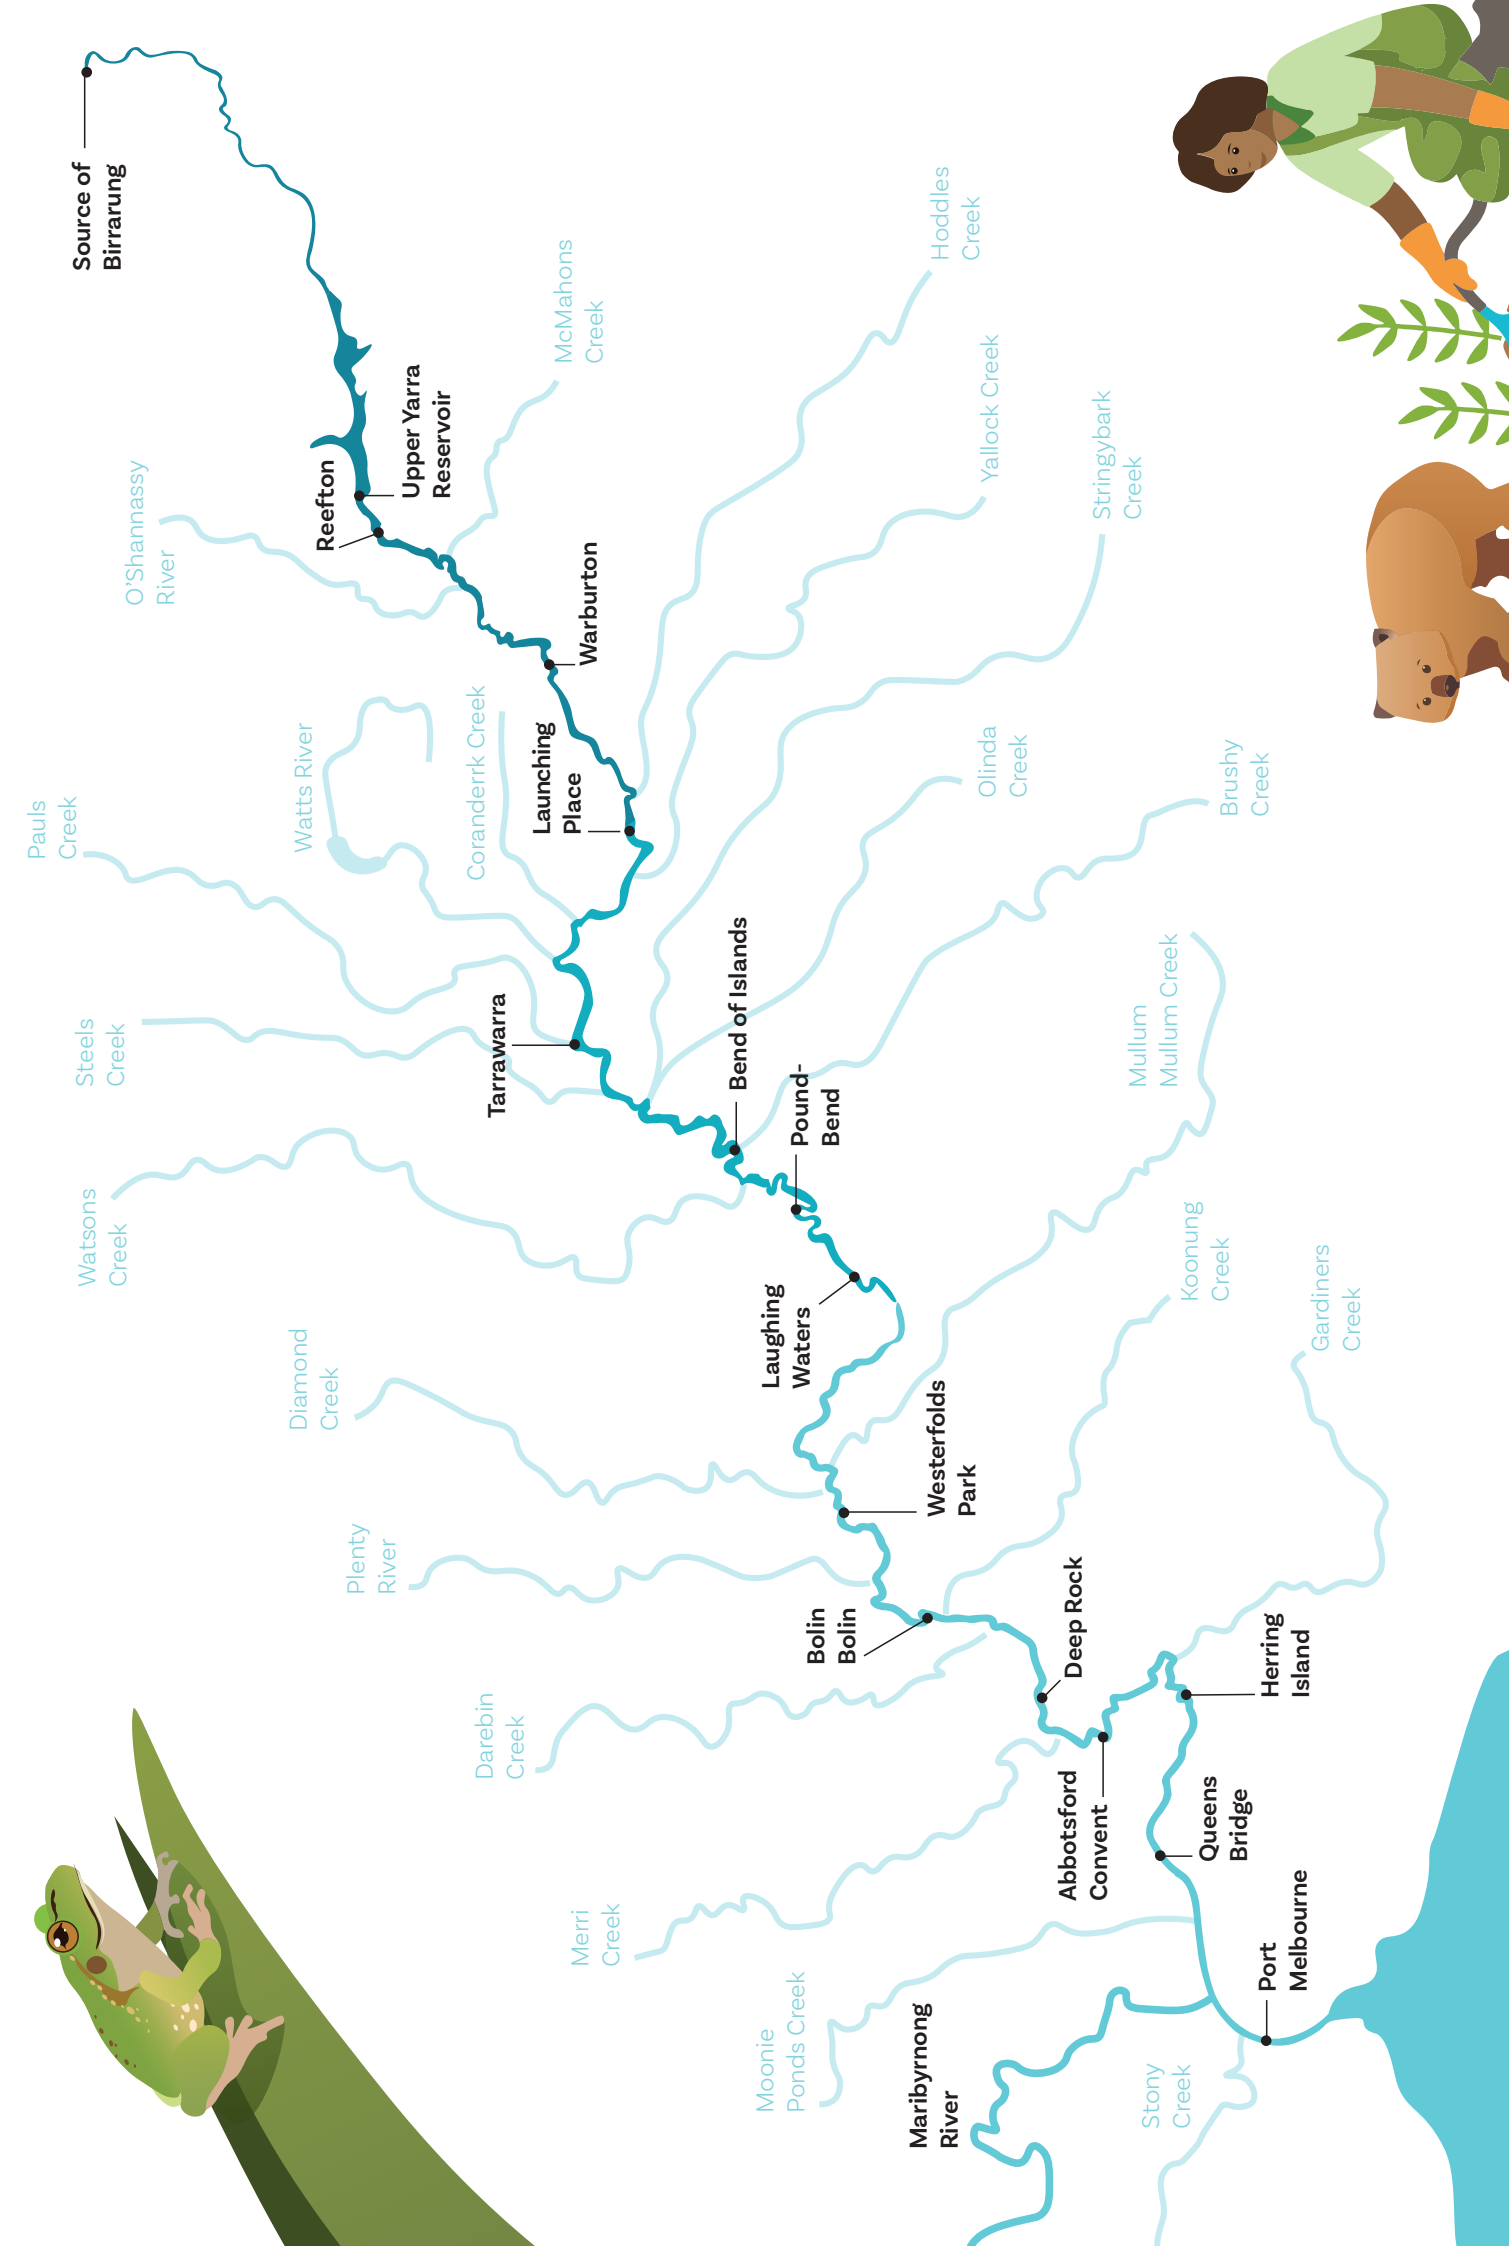 Source of
Birrarung
Upper Yarra
Reservoir
Reefton
McMahons
Creek
O'Shannassy
River
Warburton
Hoddles
Creek
Yallock Creek
Launching
Place
Stringybark
Creek
Coranderrk Creek
Watts River
Pauls
Creek
Tarrawarra
Olinda
Creek
Steels
Creek
Brushy
Creek
Bend of Islands
Watsons
Creek
Pound-
Bend
Laughing
Waters
Mullum
Mullum Creek
Diamond
Creek
Westerfolds
Park
Plenty
River
Koonung
Creek
Bolin
Bolin
Darebin
Creek
Deep Rock
Merri
Creek
Abbotsford
Convent
Gardiners
Creek
Herring
Island
Queens
Bridge
Moonie
Ponds Creek
Maribyrnong
River
Stony
Creek
Port
Melbourne